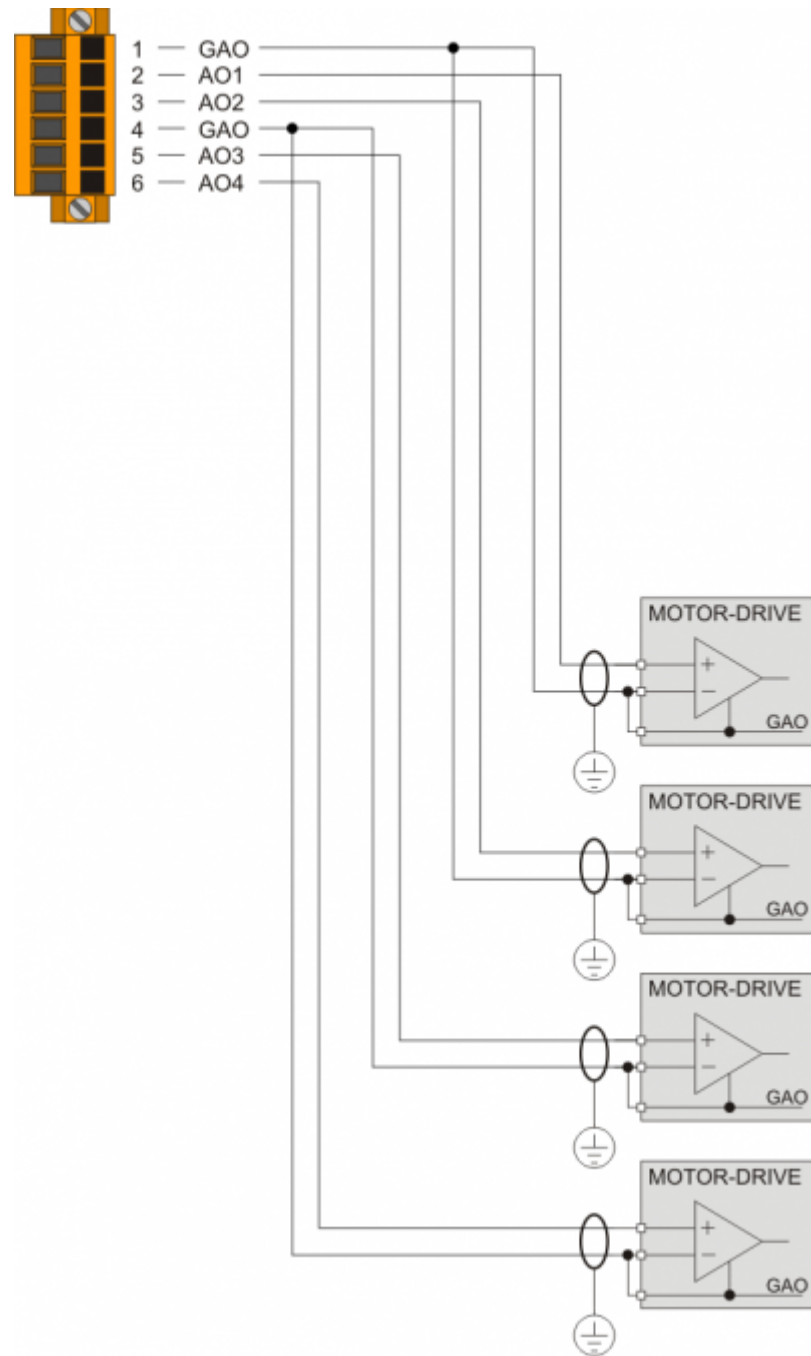 1 — GAO
2 — AO1
3 — AO2
4 — GAO
5 — AO3
6 — AO4
MOTOR-DRIVE
+
−
GAO
MOTOR-DRIVE
+
−
GAO
MOTOR-DRIVE
+
−
GAO
MOTOR-DRIVE
+
−
GAO